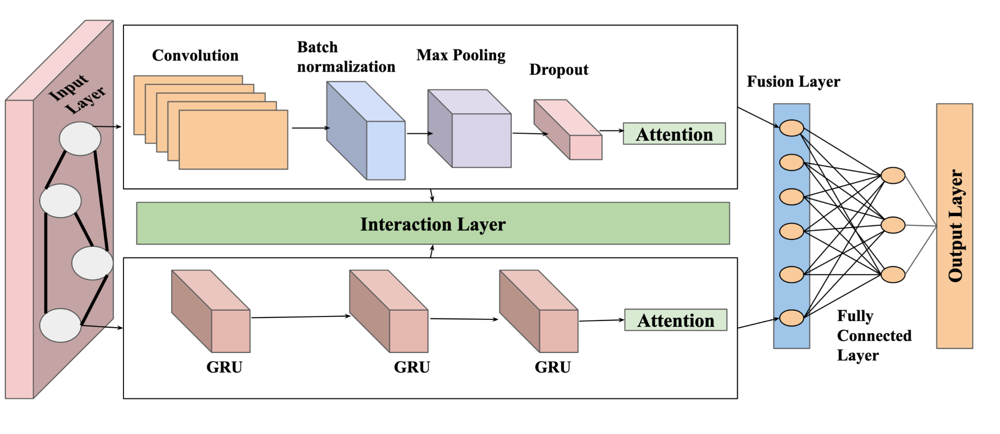 Input
Layer
Convolution
Batch
normalization
Max Pooling
Dropout
Attention
Interaction Layer
GRU
GRU
GRU
Attention
Fusion Layer
Fully
Connected
Layer
Output Layer